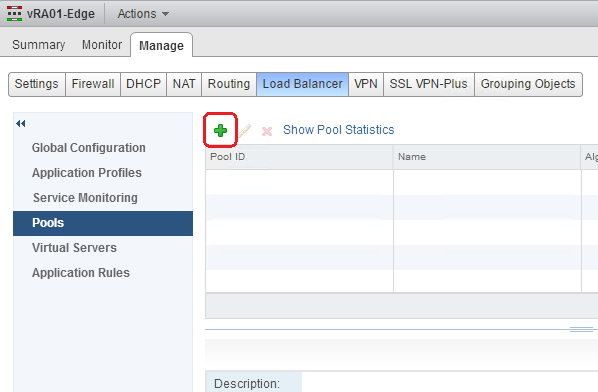 vRA01-Edge Actions
Summary Monitor Manage
Settings Firewall DHCP NAT Routing Load Balancer VPN SSL VPN-Plus Grouping Objects
Show Pool Statistics
Pool ID Name Alg
Global Configuration
Application Profiles
Service Monitoring
Pools
Virtual Servers
Application Rules
Description: